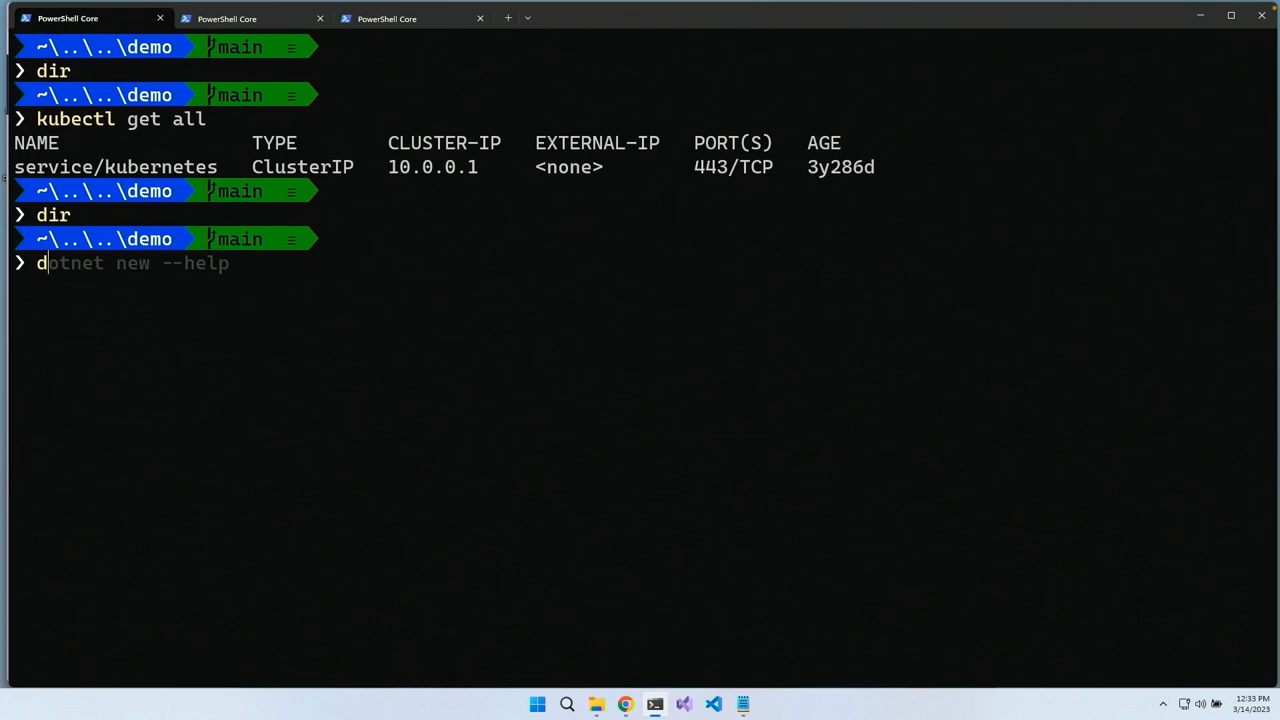 PowerShell Core
PowerShell Core
PowerShell Core
~\..\..\demo main ≡
❯ dir
~\..\..\demo main ≡
❯ kubectl get all
NAME TYPE CLUSTER-IP EXTERNAL-IP PORT(S) AGE
service/kubernetes ClusterIP 10.0.0.1 <none> 443/TCP 3y286d
~\..\..\demo main ≡
❯ dir
~\..\..\demo main ≡
❯ dotnet new --help
12:33 PM
3/14/2023